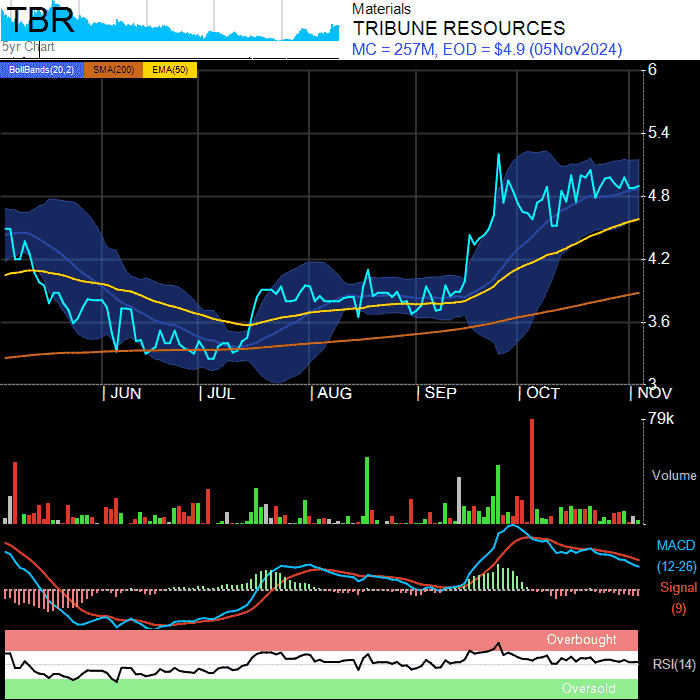 TBR
5yr Chart
Materials
TRIBUNE RESOURCES
MC = 257M, EOD = $4.9 (05Nov2024)
BollBands(20,2) SMA(200) EMA(50)
6
5.4
4.8
4.2
3.6
3
JUN JUL AUG SEP OCT NOV
79k
Volume
MACD
(12-26)
Signal
(9)
Overbought
RSI(14)
Oversold